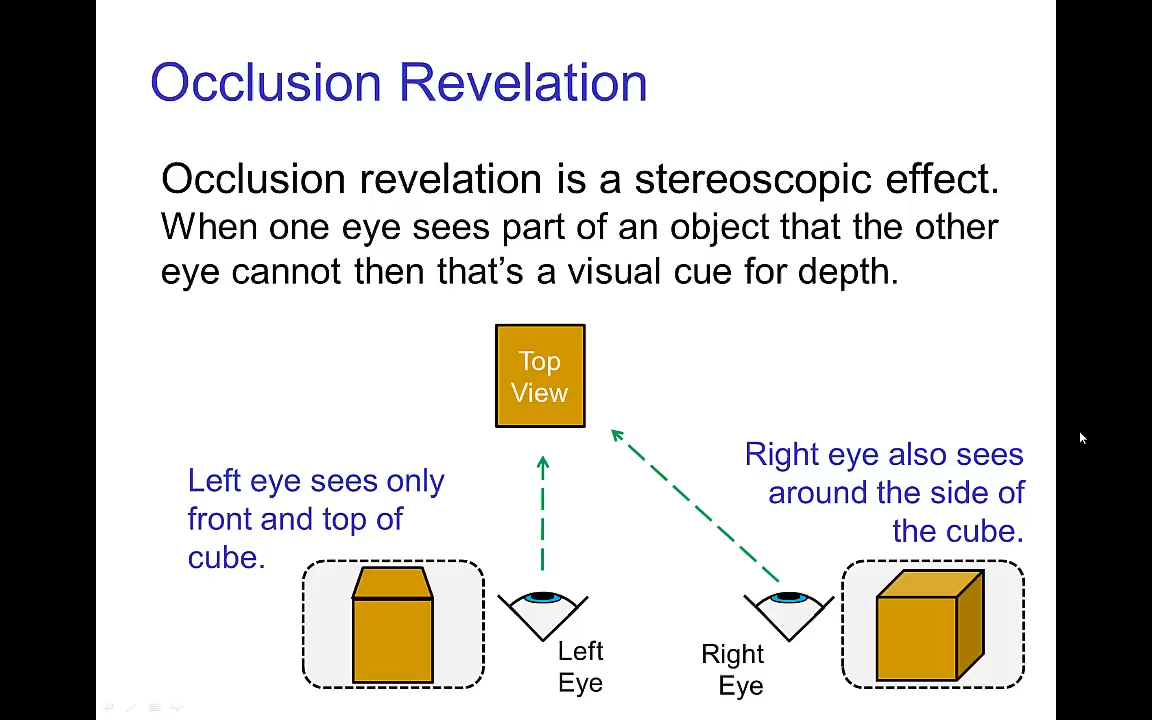 Occlusion Revelation
Occlusion revelation is a stereoscopic effect.
When one eye sees part of an object that the other
eye cannot then that’s a visual cue for depth.
Top
View
Left eye sees only
front and top of
cube.
Right eye also sees
around the side of
the cube.
Left
Eye
Right
Eye